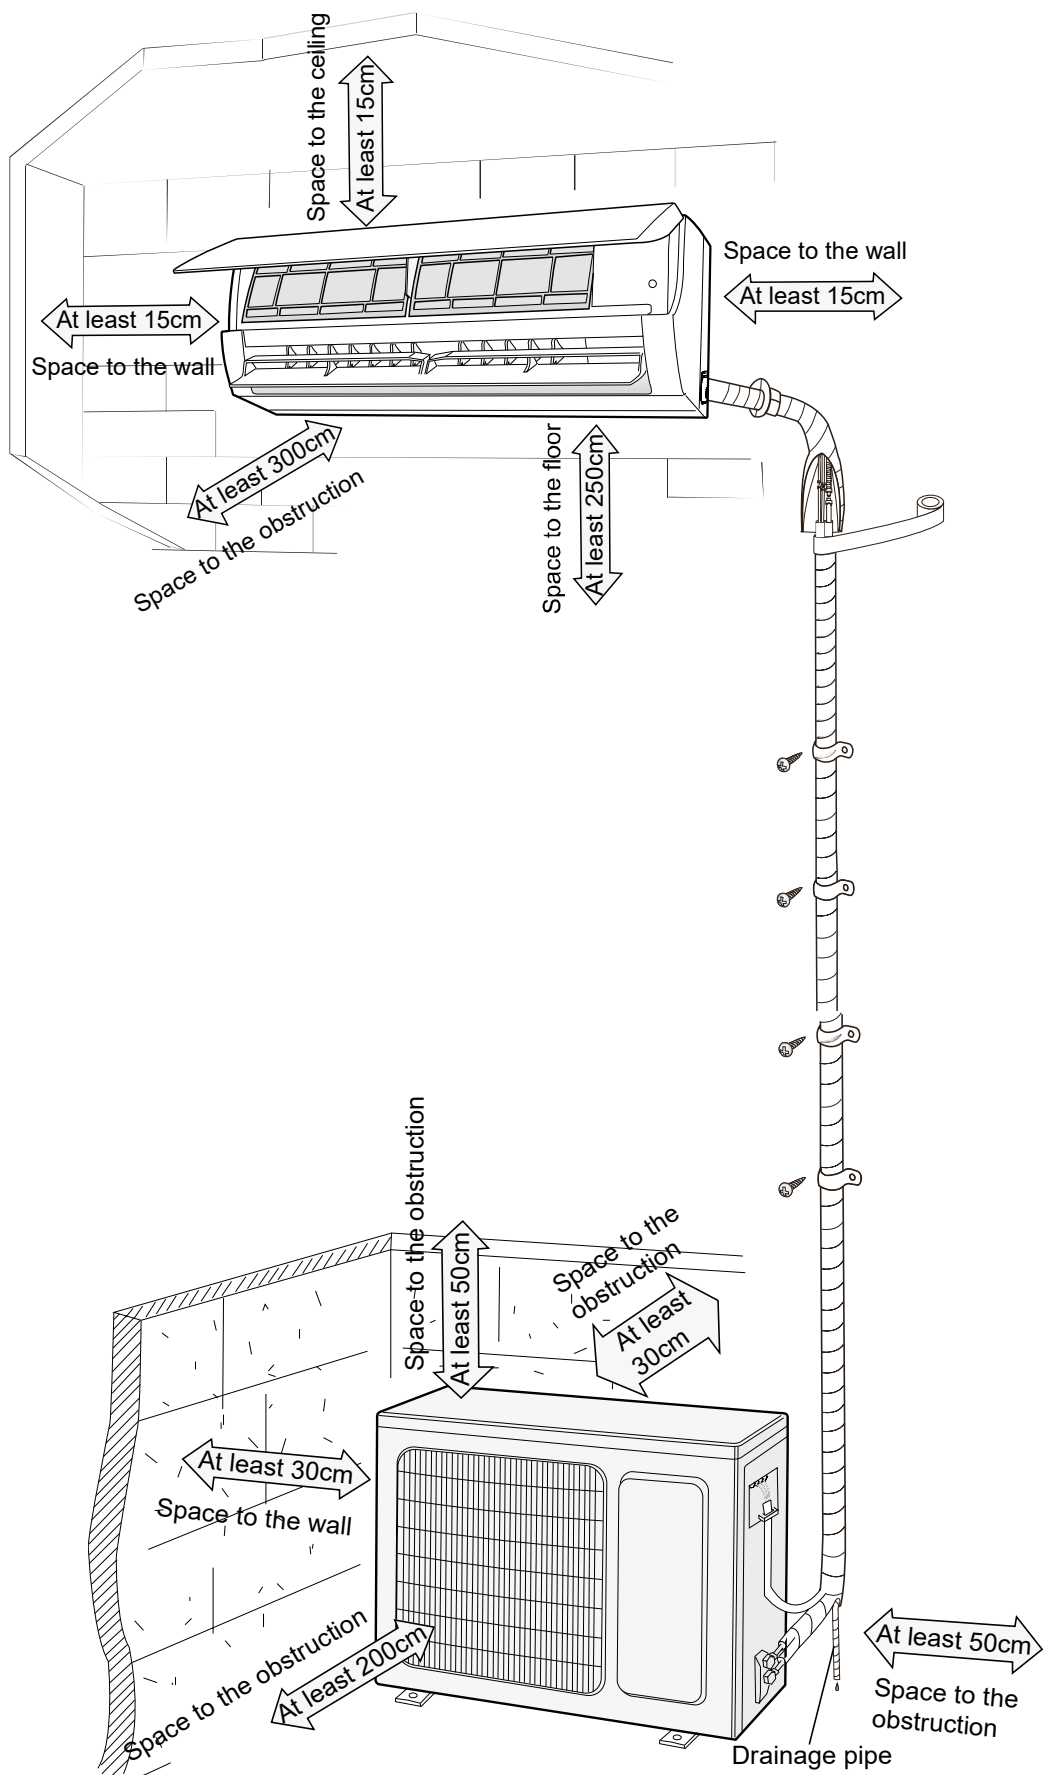 Space to the ceiling
At least 15cm
Space to the wall
At least 15cm
At least 15cm
Space to the wall
At least 300cm
Space to the obstruction
Space to the floor
At least 250cm
Space to the obstruction
At least 50cm
Space to the
obstruction
At least
30cm
At least 30cm
Space to the wall
Space to the obstruction
At least 200cm
At least 50cm
Space to the
obstruction
Drainage pipe